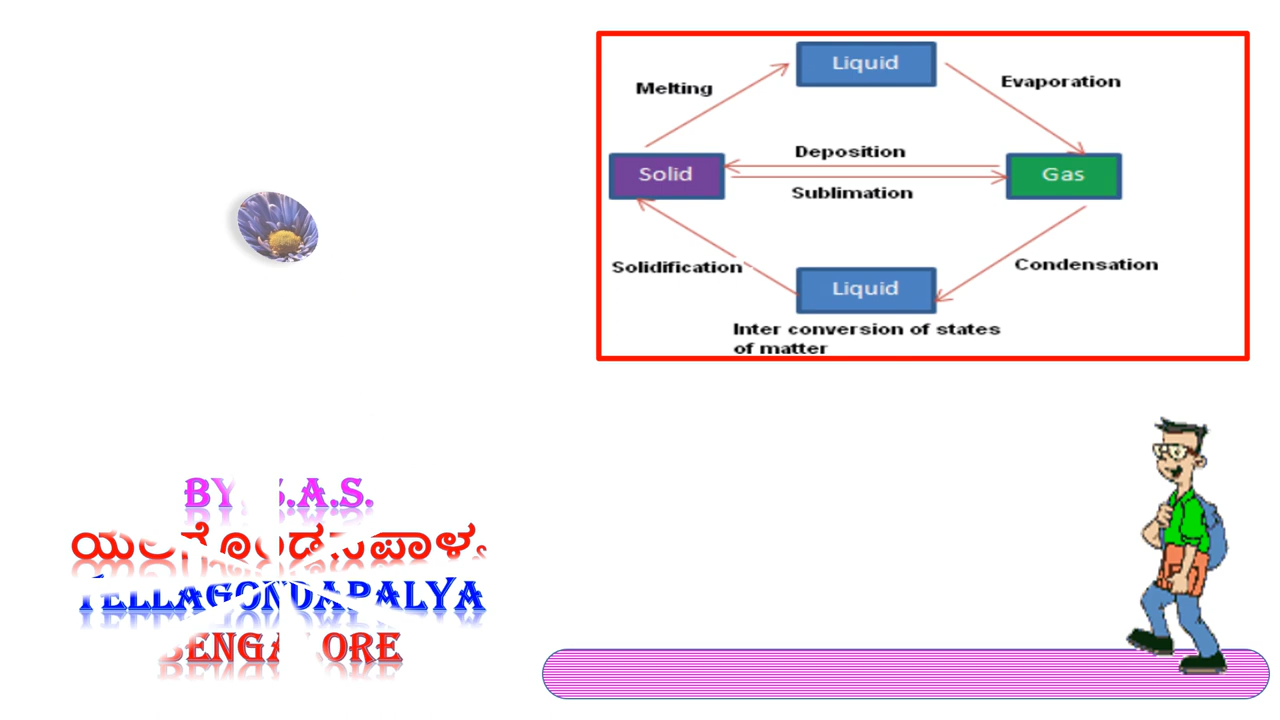 Liquid
Melting
Evaporation
Deposition
Solid
Gas
Sublimation
Solidification
Condensation
Liquid
Inter conversion of states
of matter
BY
.A.S.